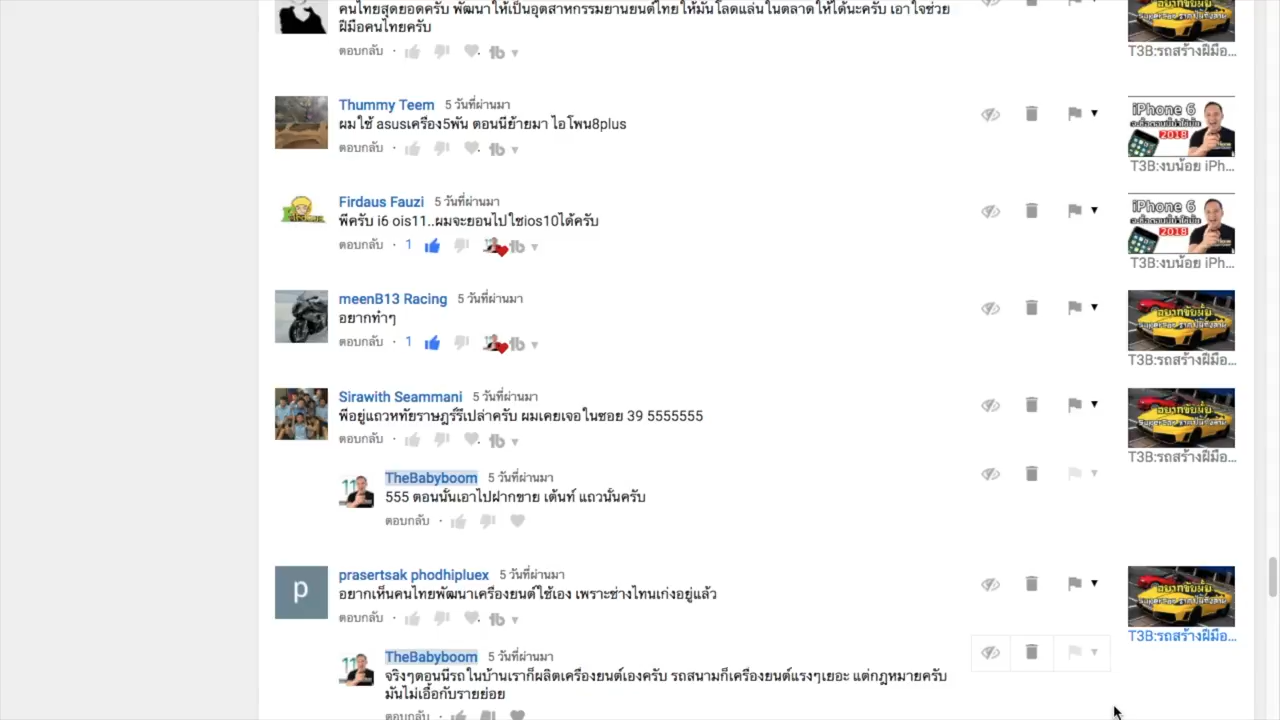 คนไทยสุดยอดครับ พัฒนาให้เป็นอุตสาหกรรมยานยนต์ไทยให้มันโลดแล่นในตลาดให้ได้นะครับ เอาใจช่วย
ฝีมือคนไทยครับ
ตอบกลับ
T3B:รถสร้างฝีมือ...
Thummy Teem 5 วันที่ผ่านมา
ผมใช้ asusเครื่อง5พัน ตอนนีย้ายมา ไอโพน8plus
ตอบกลับ
iPhone 6
2018
T3B:งบน้อย iPh...
Firdaus Fauzi 5 วันที่ผ่านมา
พีครับ i6 ois11..ผมจะยอนไปใชios10ได้ครับ
ตอบกลับ · 1
iPhone 6
2018
T3B:งบน้อย iPh...
meenB13 Racing 5 วันที่ผ่านมา
อยากทำๆ
ตอบกลับ · 1
T3B:รถสร้างฝีมือ...
Sirawith Seammani 5 วันที่ผ่านมา
พีอยู่แถวหทัยราษฎร์รึเปล่าครับ ผมเคยเจอในซอย 39 5555555
ตอบกลับ
T3B:รถสร้างฝีมือ...
TheBabyboom 5 วันที่ผ่านมา
555 ตอนนั้นเอาไปฝากขาย เต้นท์ แถวนั้นครับ
ตอบกลับ
p
prasertsak phodhipluex 5 วันที่ผ่านมา
อยากเห็นคนไทยพัฒนาเครื่องยนต์ใช้เอง เพราะช่างไทนเก่งอยู่แล้ว
ตอบกลับ
T3B:รถสร้างฝีมือ...
TheBabyboom 5 วันที่ผ่านมา
จริงๆตอนนี้รถในบ้านเราก็ผลิตเครื่องยนต์เองครับ รถสนามก็เครื่องยนต์แรงๆเยอะ แต่กฎหมายครับ
มันไม่เอื้อกับรายย่อย
ตอบกลับ